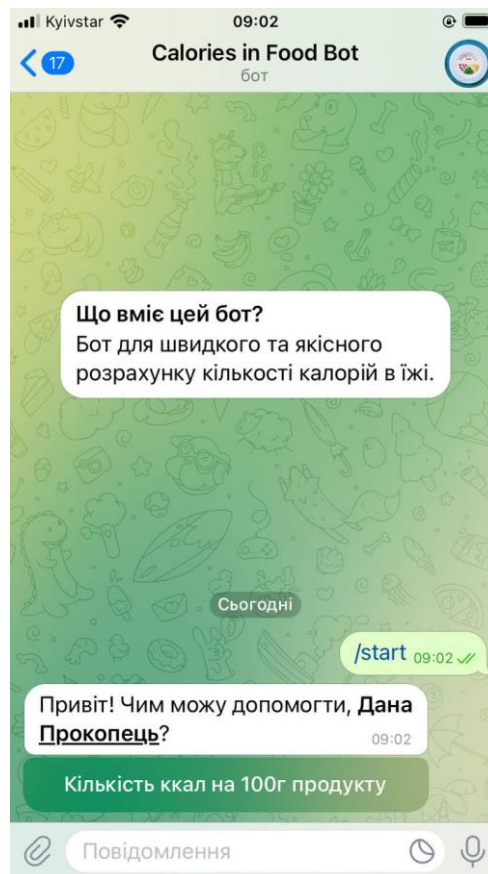 Kyivstar 09:02
17 Calories in Food Bot
бот
Що вміє цей бот?
Бот для швидкого та якісного
розрахунку кількості калорій в їжі.
Сьогодні
/start 09:02
Привіт! Чим можу допомогти, Дана
Прокопець? 09:02
Кількість ккал на 100г продукту
Повідомлення